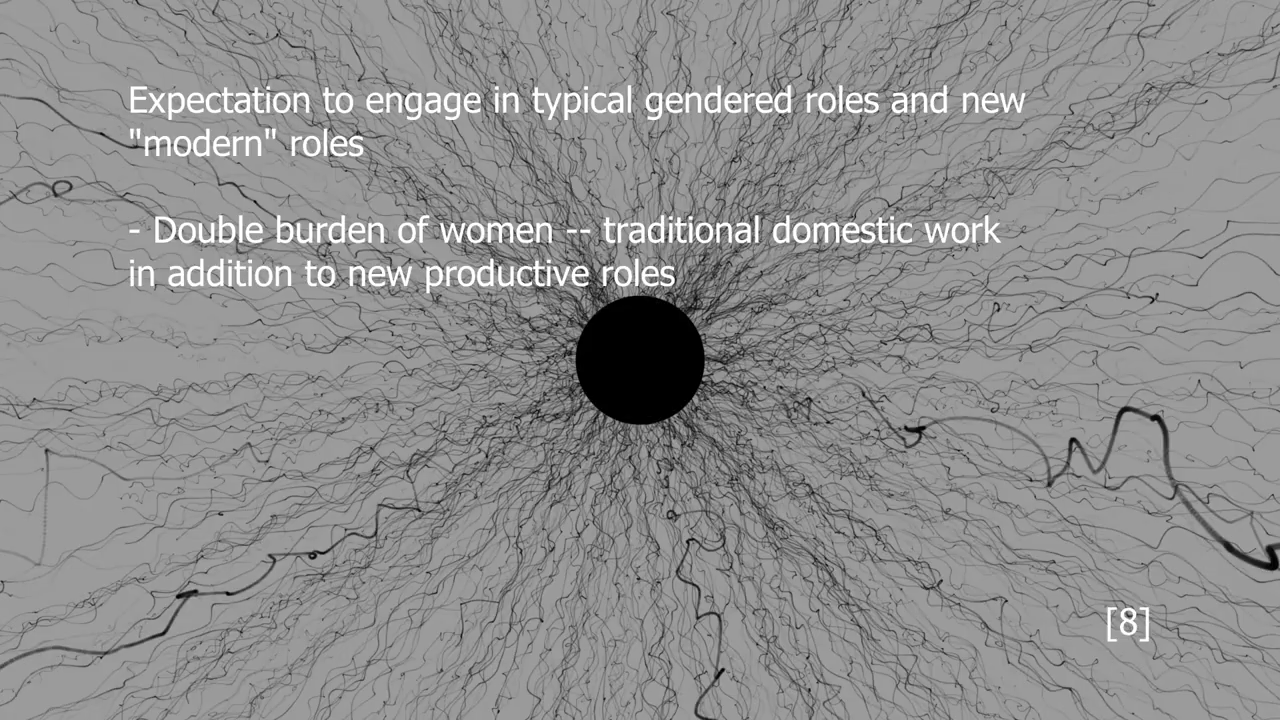 Expectation to engage in typical gendered roles and new
"modern" roles
- Double burden of women -- traditional domestic work
in addition to new productive roles
[8]